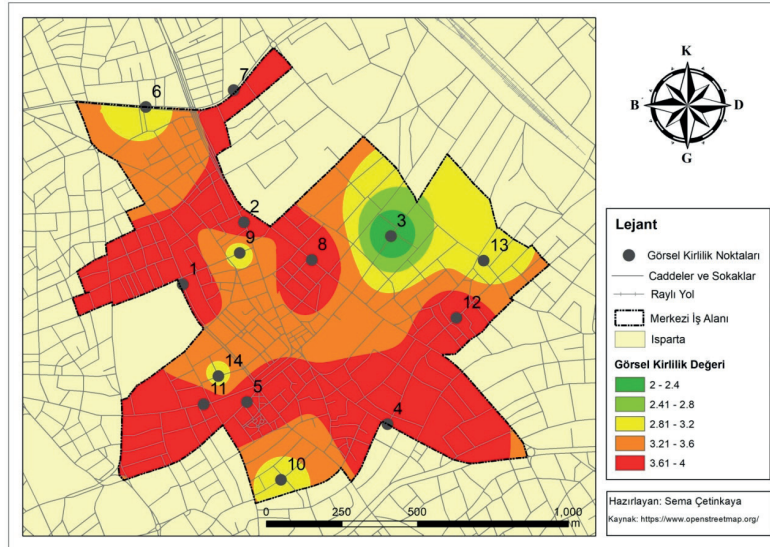 6
7
2
9
8
3
13
1
12
14
11
5
4
10
0 250 500 1,000
m
K
B D
G
Lejant
Görsel Kirlilik Noktaları
Caddeler ve Sokaklar
Raylı Yol
Merkezi İş Alanı
Isparta
Görsel Kirlilik Değeri
2 - 2.4
2.41 - 2.8
2.81 - 3.2
3.21 - 3.6
3.61 - 4
Hazırlayan: Sema Çetinkaya
Kaynak: https://www.openstreetmap.org/